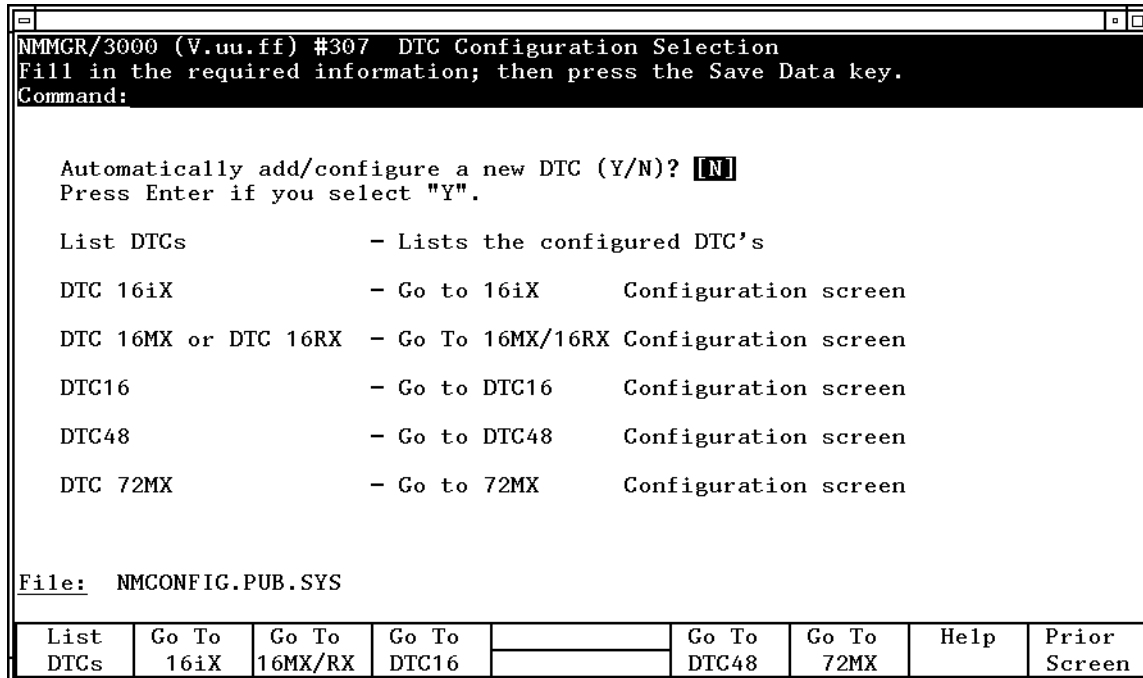 NMMGR/3000 (V.uu.ff) #307  DTC Configuration Selection
Fill in the required information; then press the Save Data key.
Command:
Automatically add/configure a new DTC (Y/N)? [N]
Press Enter if you select "Y".
List DTCs – Lists the configured DTC's
DTC 16iX – Go to 16iX Configuration screen
DTC 16MX or DTC 16RX – Go To 16MX/16RX Configuration screen
DTC16 – Go to DTC16 Configuration screen
DTC48 – Go to DTC48 Configuration screen
DTC 72MX – Go to 72MX Configuration screen
File: NMCONFIG.PUB.SYS
List Go To Go To Go To Go To Go To Help Prior
DTCs 16iX 16MX/RX DTC16 DTC48 72MX Screen